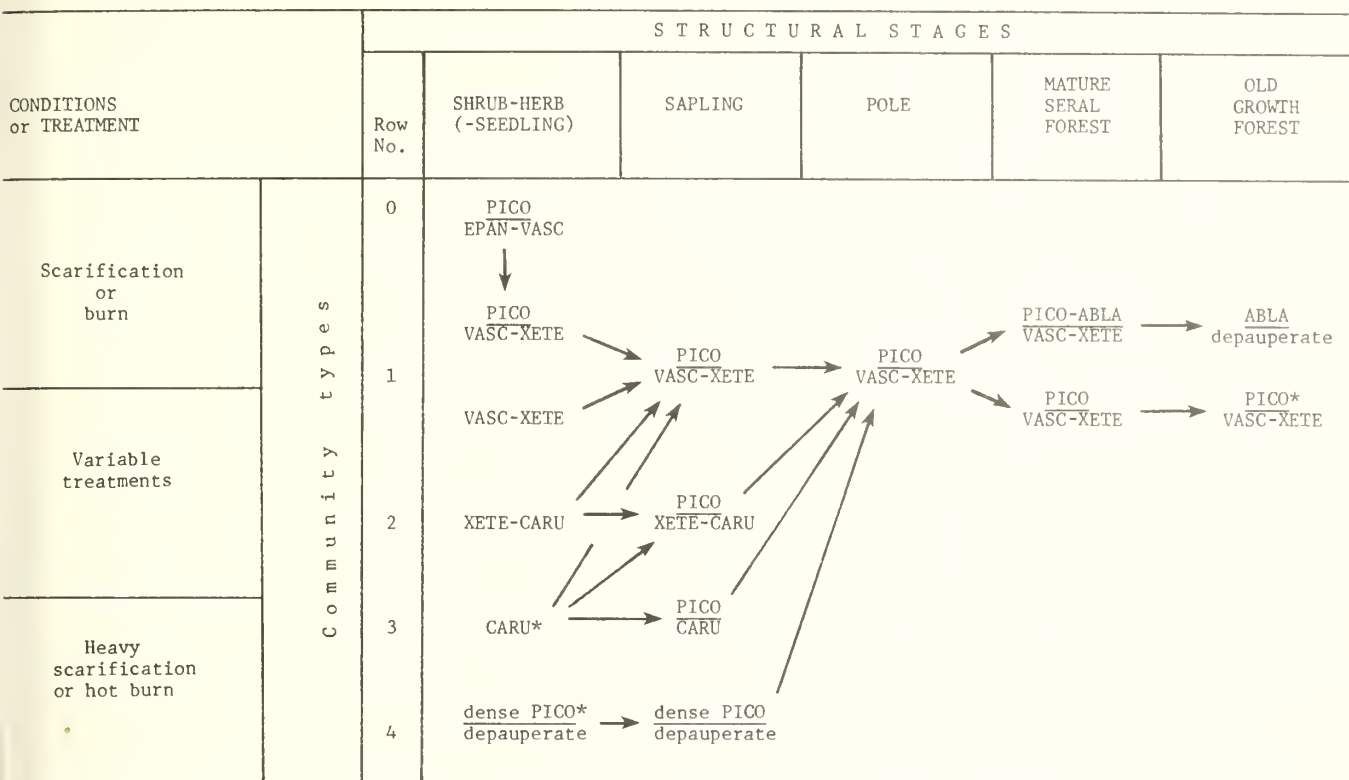 STRUCTURAL STAGES
CONDITIONS
or TREATMENT
Row
No.
SHRUB-HERB
(-SEEDLING)
SAPLING
POLE
MATURE
SERAL
FOREST
OLD
GROWTH
FOREST
Community types
Scarification
or
burn
0
PICO
EPAN-VASC
PICO
VASC-XETE
PICO-ABLA
VASC-XETE
ABLA
depauperate
1
PICO
VASC-XETE
PICO
VASC-XETE
VASC-XETE
PICO
VASC-XETE
PICO*
VASC-XETE
Variable
treatments
2
XETE-CARU
PICO
XETE-CARU
3
CARU*
PICO
CARU
Heavy
scarification
or hot burn
4
dense PICO*
depauperate
dense PICO
depauperate